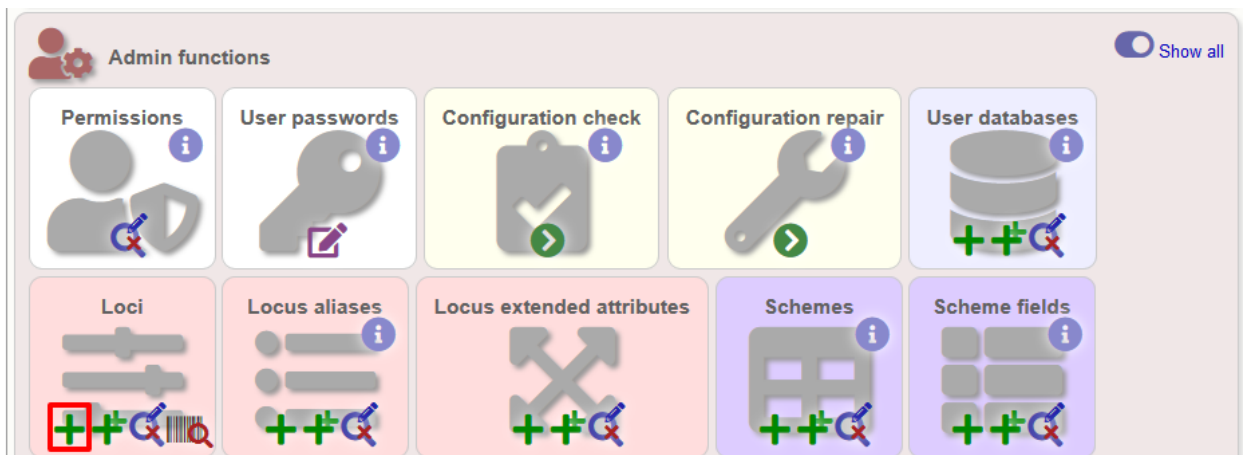 Admin functions
Show all
Permissions
User passwords
Configuration check
Configuration repair
User databases
Loci
Locus aliases
Locus extended attributes
Schemes
Scheme fields